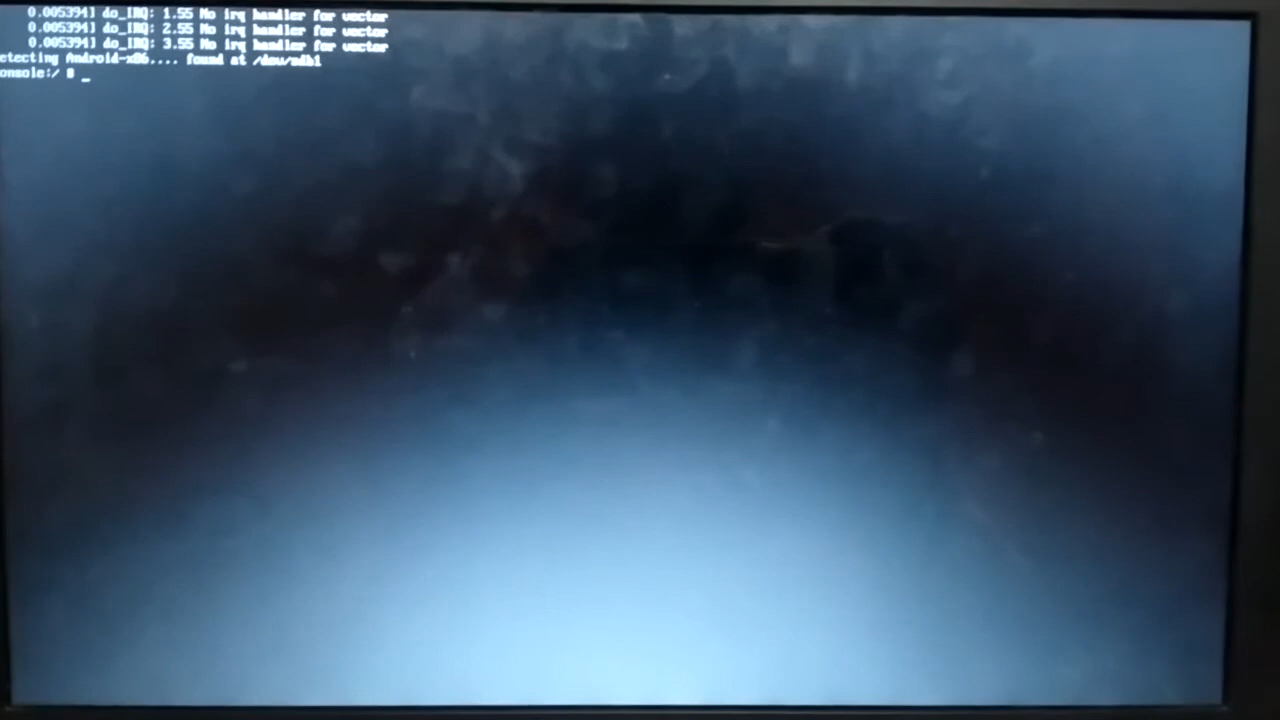 0.005394] do_IRQ: 1.55 No irq handler for vector
0.005394] do_IRQ: 2.55 No irq handler for vector
0.005394] do_IRQ: 3.55 No irq handler for vector
etecting Android-x86.... found at /dev/sdb1
onsole:/ # _